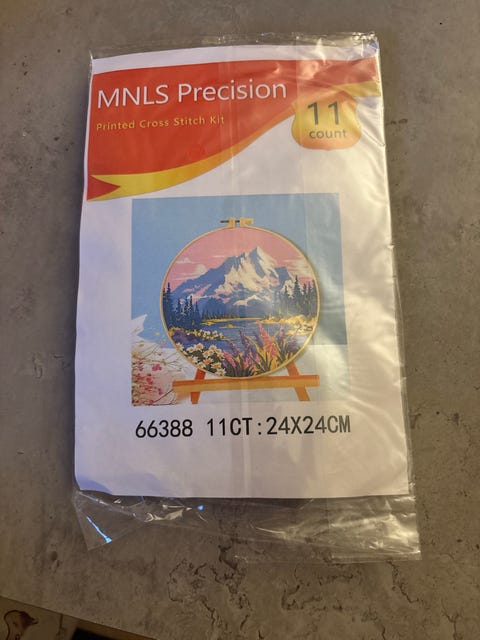 MNLS Precision
Printed Cross Stitch Kit
11
count
66388 11CT:24X24CM